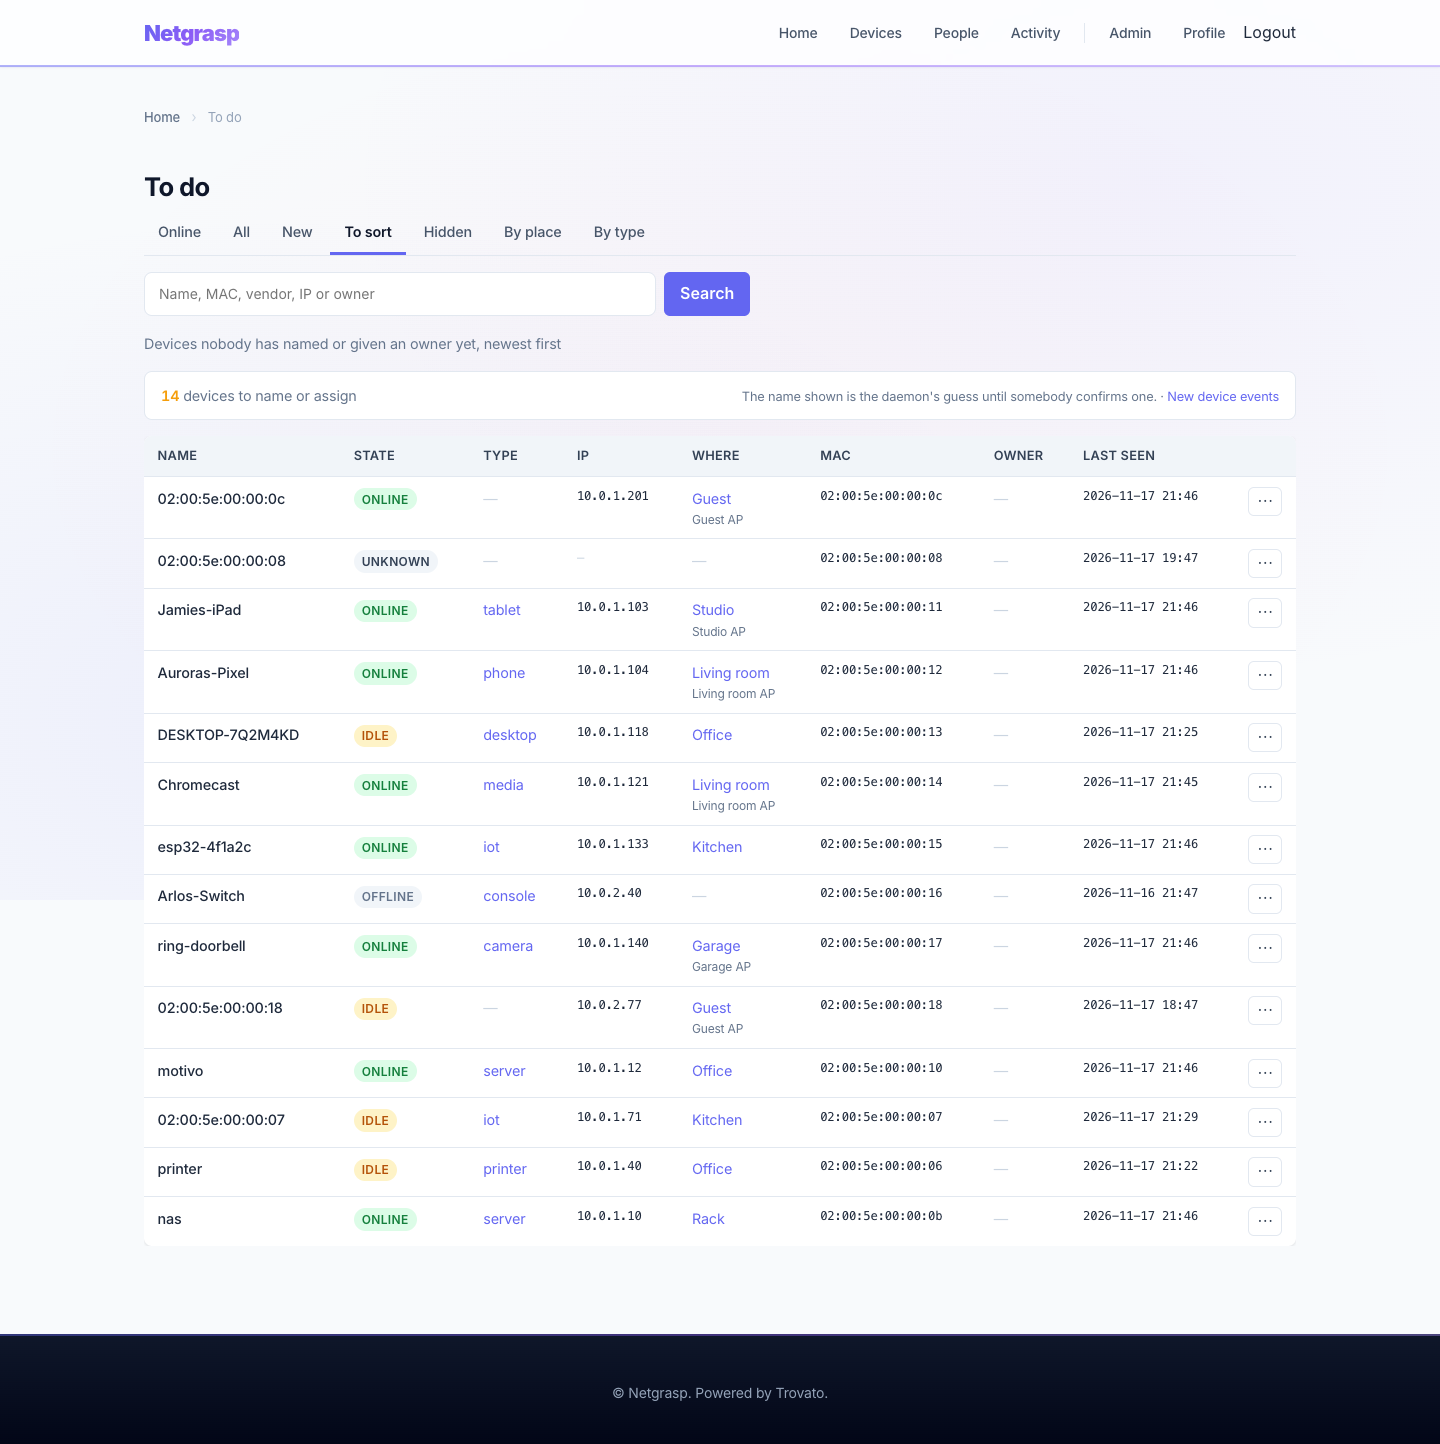 Netgrasp
Home Devices People Activity Admin Profile Logout
Home › To do
To do
Online All New To sort Hidden By place By type
Name, MAC, vendor, IP or owner Search
Devices nobody has named or given an owner yet, newest first
14 devices to name or assign The name shown is the daemon's guess until somebody confirms one. · New device events
NAME STATE TYPE IP WHERE MAC OWNER LAST SEEN
02:00:5e:00:00:0c ONLINE — 10.0.1.201 Guest 02:00:5e:00:00:0c — 2026-11-17 21:46 ···
Guest AP
02:00:5e:00:00:08 UNKNOWN — — — 02:00:5e:00:00:08 — 2026-11-17 19:47 ···
Jamies-iPad ONLINE tablet 10.0.1.103 Studio 02:00:5e:00:00:11 — 2026-11-17 21:46 ···
Studio AP
Auroras-Pixel ONLINE phone 10.0.1.104 Living room 02:00:5e:00:00:12 — 2026-11-17 21:46 ···
Living room AP
DESKTOP-7Q2M4KD IDLE desktop 10.0.1.118 Office 02:00:5e:00:00:13 — 2026-11-17 21:25 ···
Chromecast ONLINE media 10.0.1.121 Living room 02:00:5e:00:00:14 — 2026-11-17 21:45 ···
Living room AP
esp32-4f1a2c ONLINE iot 10.0.1.133 Kitchen 02:00:5e:00:00:15 — 2026-11-17 21:46 ···
Arlos-Switch OFFLINE console 10.0.2.40 — 02:00:5e:00:00:16 — 2026-11-16 21:47 ···
ring-doorbell ONLINE camera 10.0.1.140 Garage 02:00:5e:00:00:17 — 2026-11-17 21:46 ···
Garage AP
02:00:5e:00:00:18 IDLE — 10.0.2.77 Guest 02:00:5e:00:00:18 — 2026-11-17 18:47 ···
Guest AP
motivo ONLINE server 10.0.1.12 Office 02:00:5e:00:00:10 — 2026-11-17 21:46 ···
02:00:5e:00:00:07 IDLE iot 10.0.1.71 Kitchen 02:00:5e:00:00:07 — 2026-11-17 21:29 ···
printer IDLE printer 10.0.1.40 Office 02:00:5e:00:00:06 — 2026-11-17 21:22 ···
nas ONLINE server 10.0.1.10 Rack 02:00:5e:00:00:0b — 2026-11-17 21:46 ···
© Netgrasp. Powered by Trovato.